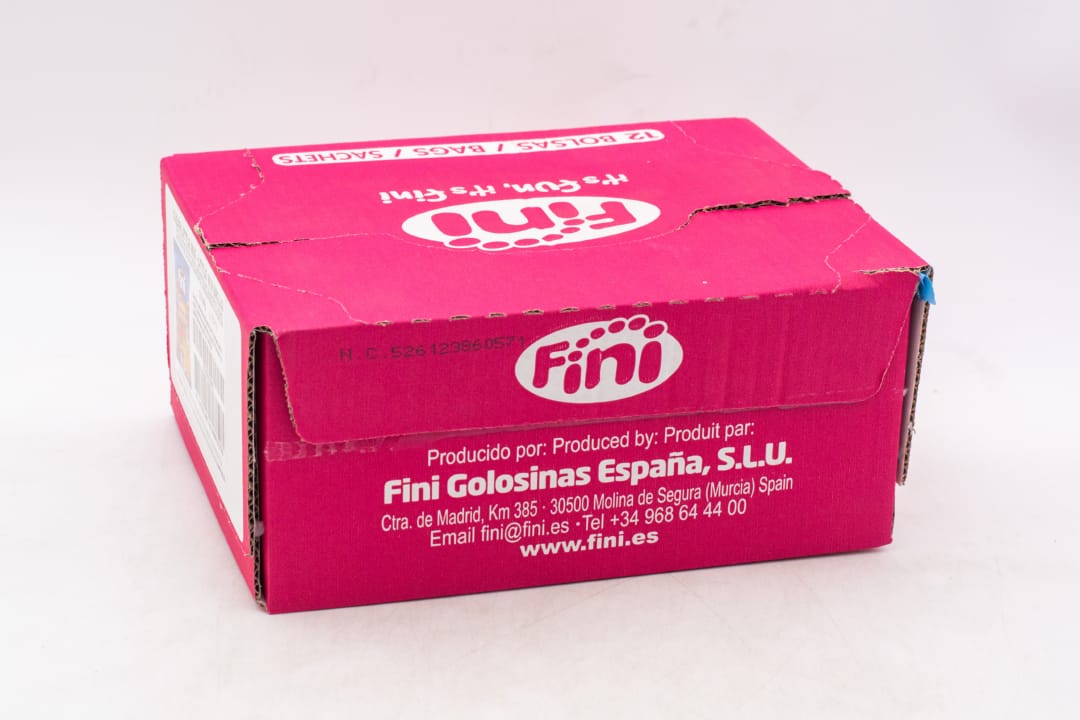 12 BOLSAS / BAGS / SACHETS
It's fun, it's fini
Fini
N.C.526123860571
Fini
Producido por: Produced by: Produit par:
Fini Golosinas España, S.L.U.
Ctra. de Madrid, Km 385 · 30500 Molina de Segura (Murcia) Spain
Email fini@fini.es · Tel +34 968 64 44 00
www.fini.es